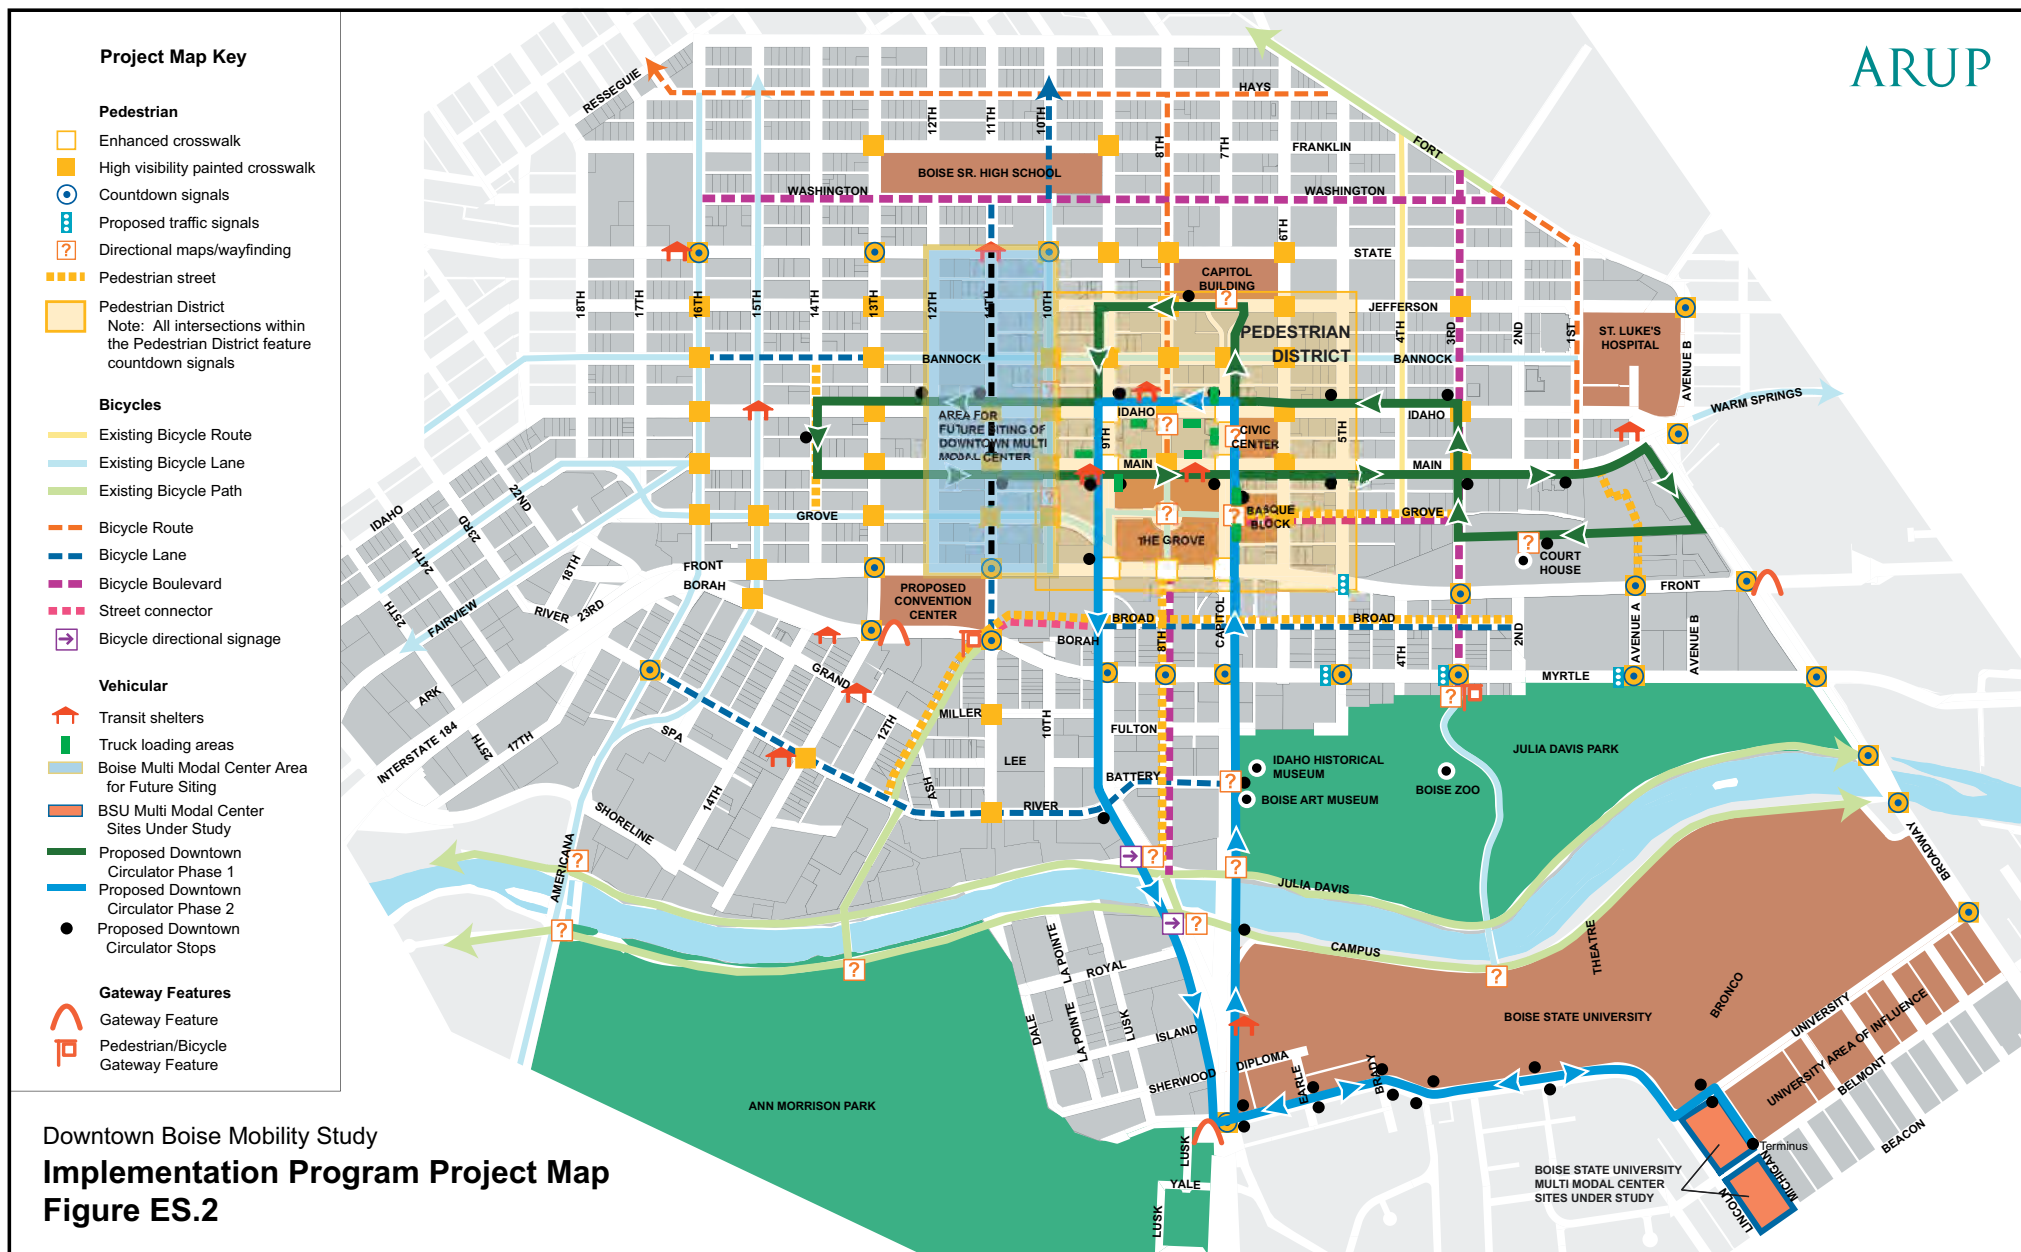 Project Map Key
Pedestrian
Enhanced crosswalk
High visibility painted crosswalk
Countdown signals
Proposed traffic signals
?
Directional maps/wayfinding
Pedestrian street
Pedestrian District
Note: All intersections within
the Pedestrian District feature
countdown signals
Bicycles
Existing Bicycle Route
Existing Bicycle Lane
Existing Bicycle Path
Bicycle Route
Bicycle Lane
Bicycle Boulevard
Street connector
Bicycle directional signage
Vehicular
Transit shelters
Truck loading areas
Boise Multi Modal Center Area
for Future Siting
BSU Multi Modal Center
Sites Under Study
Proposed Downtown
Circulator Phase 1
Proposed Downtown
Circulator Phase 2
Proposed Downtown
Circulator Stops
Gateway Features
Gateway Feature
Pedestrian/Bicycle
Gateway Feature
Downtown Boise Mobility Study
Implementation Program Project Map
Figure ES.2
ARUP
RESSEGUIE
HAYS
12TH
11TH
10TH
8TH
7TH
FRANKLIN
FORT
BOISE SR. HIGH SCHOOL
WASHINGTON
WASHINGTON
6TH
STATE
CAPITOL
BUILDING
?
JEFFERSON
18TH
17TH
16TH
15TH
14TH
13TH
12TH
11TH
10TH
PEDESTRIAN
DISTRICT
4TH
3RD
2ND
1ST
ST. LUKE'S
HOSPITAL
AVENUE B
BANNOCK
BANNOCK
WARM SPRINGS
AREA FOR
FUTURE SITING OF
DOWNTOWN MULTI
MODAL CENTER
IDAHO
IDAHO
?
?
9TH
CIVIC
CENTER
5TH
MAIN
MAIN
GROVE
?
?
BASQUE
BLOCK
GROVE
THE GROVE
?
COURT
HOUSE
IDAHO
22ND
23RD
24TH
25TH
FAIRVIEW
18TH
RIVER
23RD
FRONT
BORAH
PROPOSED
CONVENTION
CENTER
FRONT
BROAD
BROAD
BORAH
8TH
CAPITOL
4TH
2ND
AVENUE A
AVENUE B
MYRTLE
?
ARK
INTERSTATE 184
25TH
17TH
GRAND
SPA
12TH
14TH
SHORELINE
AMERICANA
MILLER
10TH
LEE
ASH
FULTON
BATTERY
RIVER
?
IDAHO HISTORICAL
MUSEUM
BOISE ART MUSEUM
BOISE ZOO
JULIA DAVIS PARK
BROADWAY
?
?
?
JULIA DAVIS
?
?
?
?
CAMPUS
THEATRE
BRONCO
LA POINTE
ROYAL
DALE
LA POINTE
LUSK
ISLAND
SHERWOOD
DIPLOMA
EARLE
BRADY
BOISE STATE UNIVERSITY
UNIVERSITY
UNIVERSITY AREA OF INFLUENCE
BELMONT
BEACON
ANN MORRISON PARK
LUSK
YALE
LUSK
Terminus
BOISE STATE UNIVERSITY
MULTI MODAL CENTER
SITES UNDER STUDY
LINCOLN
MICHIGAN